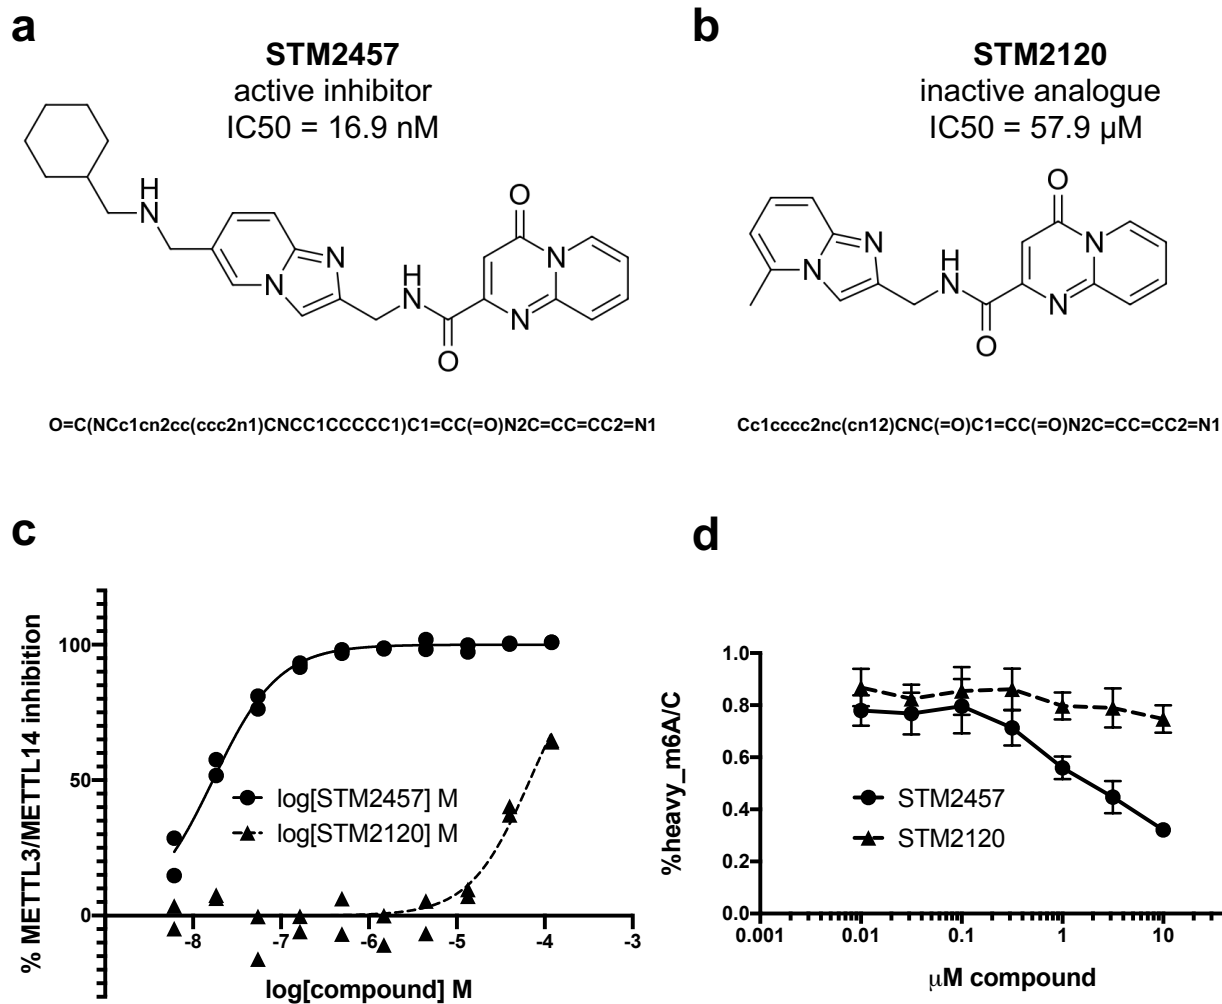 a
STM2457
active inhibitor
IC50 = 16.9 nM
H
N
N
N
H
N
O
O
N
N
O=C(NCc1cn2cc(ccc2n1)CNCC1CCCCC1)C1=CC(=O)N2C=CC=CC2=N1
b
STM2120
inactive analogue
IC50 = 57.9 µM
N
N
H
N
O
O
N
N
Cc1cccc2nc(cn12)CNC(=O)C1=CC(=O)N2C=CC=CC2=N1
c
% METTL3/METTL14 inhibition
100
50
0
log[STM2457] M
log[STM2120] M
-8 -7 -6 -5 -4 -3
log[compound] M
d
%heavy_m6A/C
1.0
0.8
0.6
0.4
0.2
0.0
STM2457
STM2120
0.001 0.01 0.1 1 10
µM compound